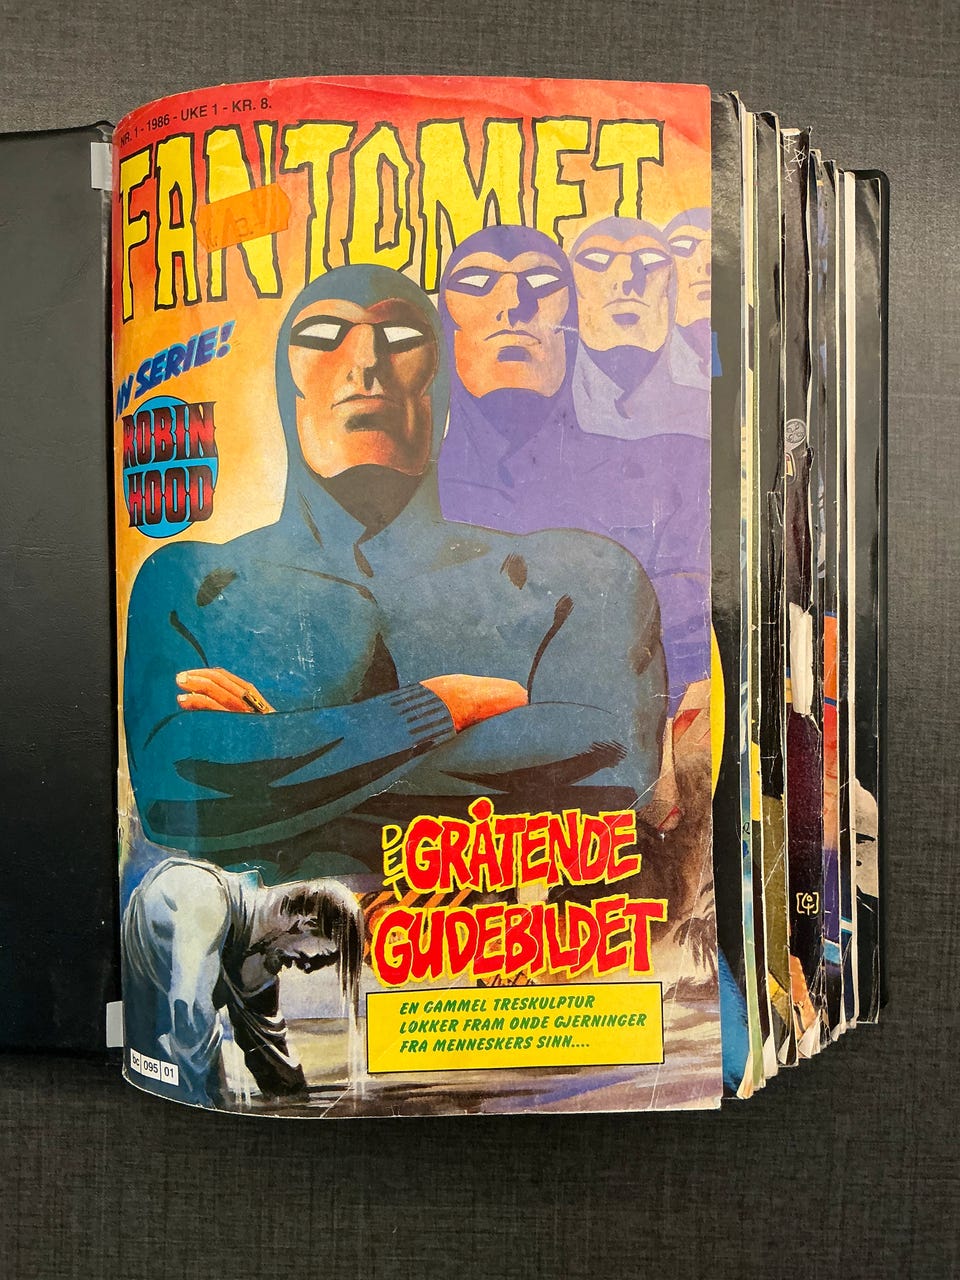 NR. 1 - 1986 - UKE 1 - KR. 8.
FANTOMET
NY SERIE!
ROBIN
HOOD
DET
GRÅTENDE
GUDEBILDET
EN GAMMEL TRESKULPTUR
LOKKER FRAM ONDE GJERNINGER
FRA MENNESKERS SINN....
bc 095 01